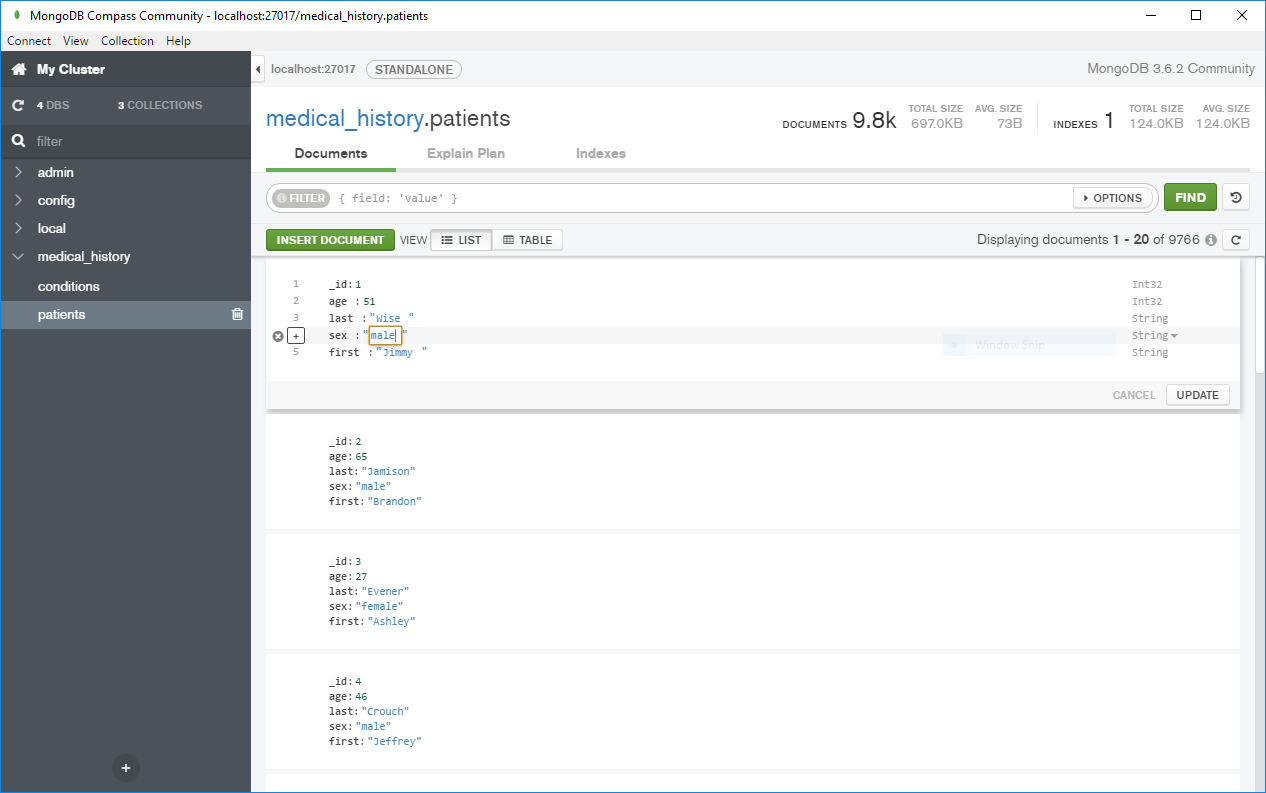 MongoDB Compass Community - localhost:27017/medical_history.patients
Connect View Collection Help
My Cluster
4 DBS 3 COLLECTIONS
filter
admin
config
local
medical_history
conditions
patients
localhost:27017 STANDALONE MongoDB 3.6.2 Community
medical_history.patients
DOCUMENTS 9.8k TOTAL SIZE 697.0KB AVG. SIZE 73B INDEXES 1 TOTAL SIZE 124.0KB AVG. SIZE 124.0KB
Documents Explain Plan Indexes
FILTER { field: 'value' } OPTIONS FIND
INSERT DOCUMENT VIEW LIST TABLE Displaying documents 1 - 20 of 9766
1 _id: 1 Int32
2 age : 51 Int32
3 last : "Wise " String
+ sex : "male" String
Window Snip
5 first : "Jimmy " String
CANCEL UPDATE
_id: 2
age: 65
last: "Jamison"
sex: "male"
first: "Brandon"
_id: 3
age: 27
last: "Evener"
sex: "female"
first: "Ashley"
_id: 4
age: 46
last: "Crouch"
sex: "male"
first: "Jeffrey"
+